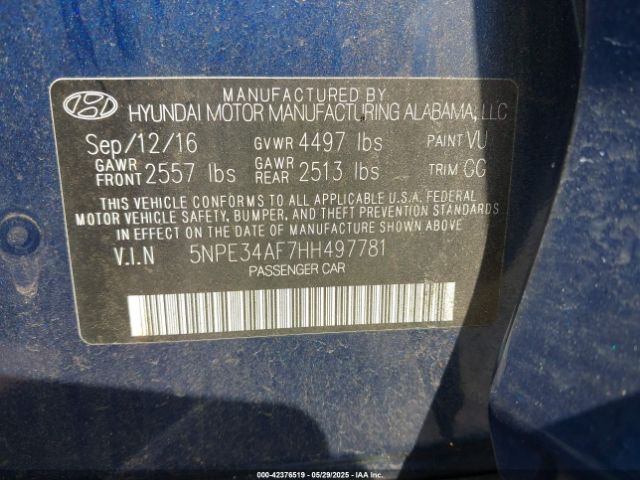 MANUFACTURED BY
HYUNDAI MOTOR MANUFACTURING ALABAMA, LLC
Sep/12/16 GVWR 4497 lbs PAINT VU
GAWR FRONT 2557 lbs GAWR REAR 2513 lbs TRIM GC
THIS VEHICLE CONFORMS TO ALL APPLICABLE U.S.A. FEDERAL
MOTOR VEHICLE SAFETY, BUMPER, AND THEFT PREVENTION STANDARDS
IN EFFECT ON THE DATE OF MANUFACTURE SHOWN ABOVE
V.I.N 5NPE34AF7HH497781
PASSENGER CAR
000-42376519 - 05/29/2025 - IAA Inc.